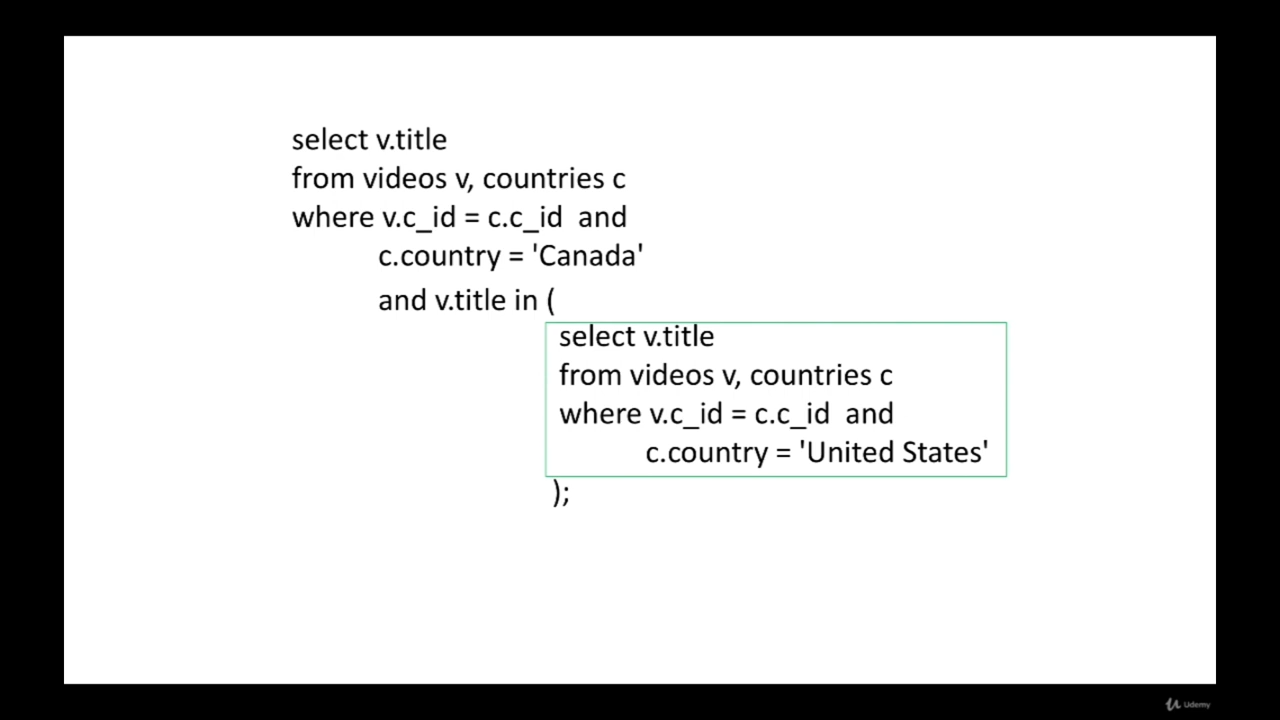 select v.title
from videos v, countries c
where v.c_id = c.c_id  and
c.country = 'Canada'
and v.title in (
select v.title
from videos v, countries c
where v.c_id = c.c_id  and
c.country = 'United States'
);
Udemy